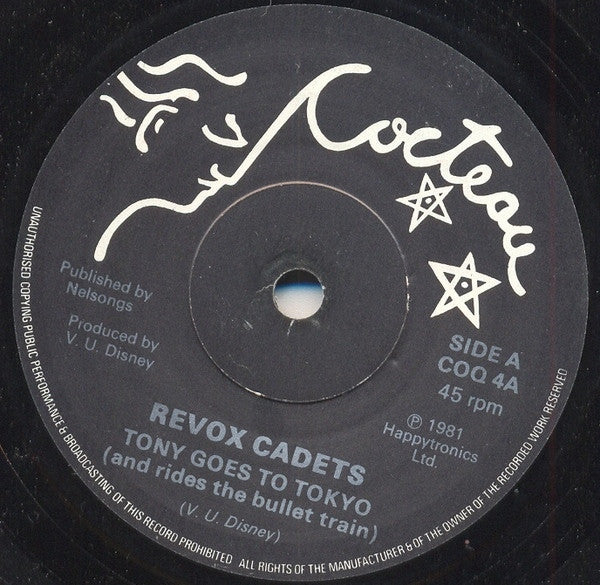 Cocteau
Published by
Nelsongs
Produced by
V. U. Disney
SIDE A
COQ 4A
45 rpm
℗ 1981
Happytronics
Ltd.
REVOX CADETS
TONY GOES TO TOKYO
(and rides the bullet train)
(V. U. Disney)
UNAUTHORISED COPYING PUBLIC PERFORMANCE & BROADCASTING OF THIS RECORD PROHIBITED ALL RIGHTS OF THE MANUFACTURER & OF THE OWNER OF THE RECORDED WORK RESERVED